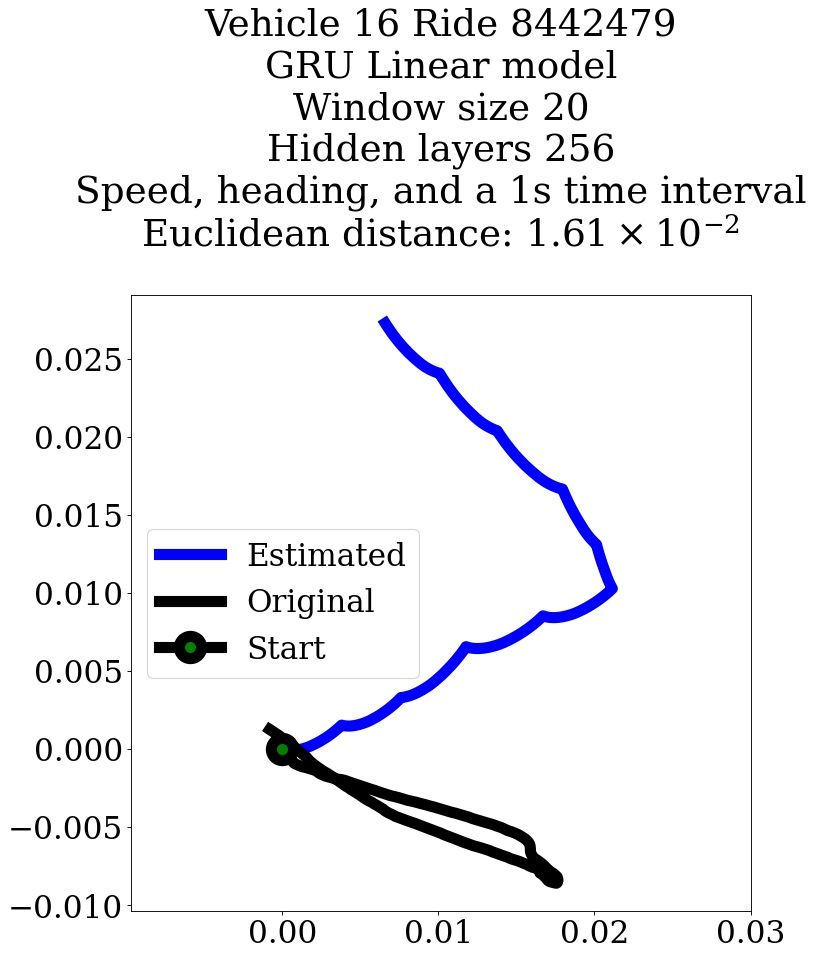 Vehicle 16 Ride 8442479
GRU Linear model
Window size 20
Hidden layers 256
Speed, heading, and a 1s time interval
Euclidean distance: 1.61 × 10⁻²
0.025
0.020
0.015
0.010
0.005
0.000
−0.005
−0.010
Estimated
Original
Start
0.00 0.01 0.02 0.03